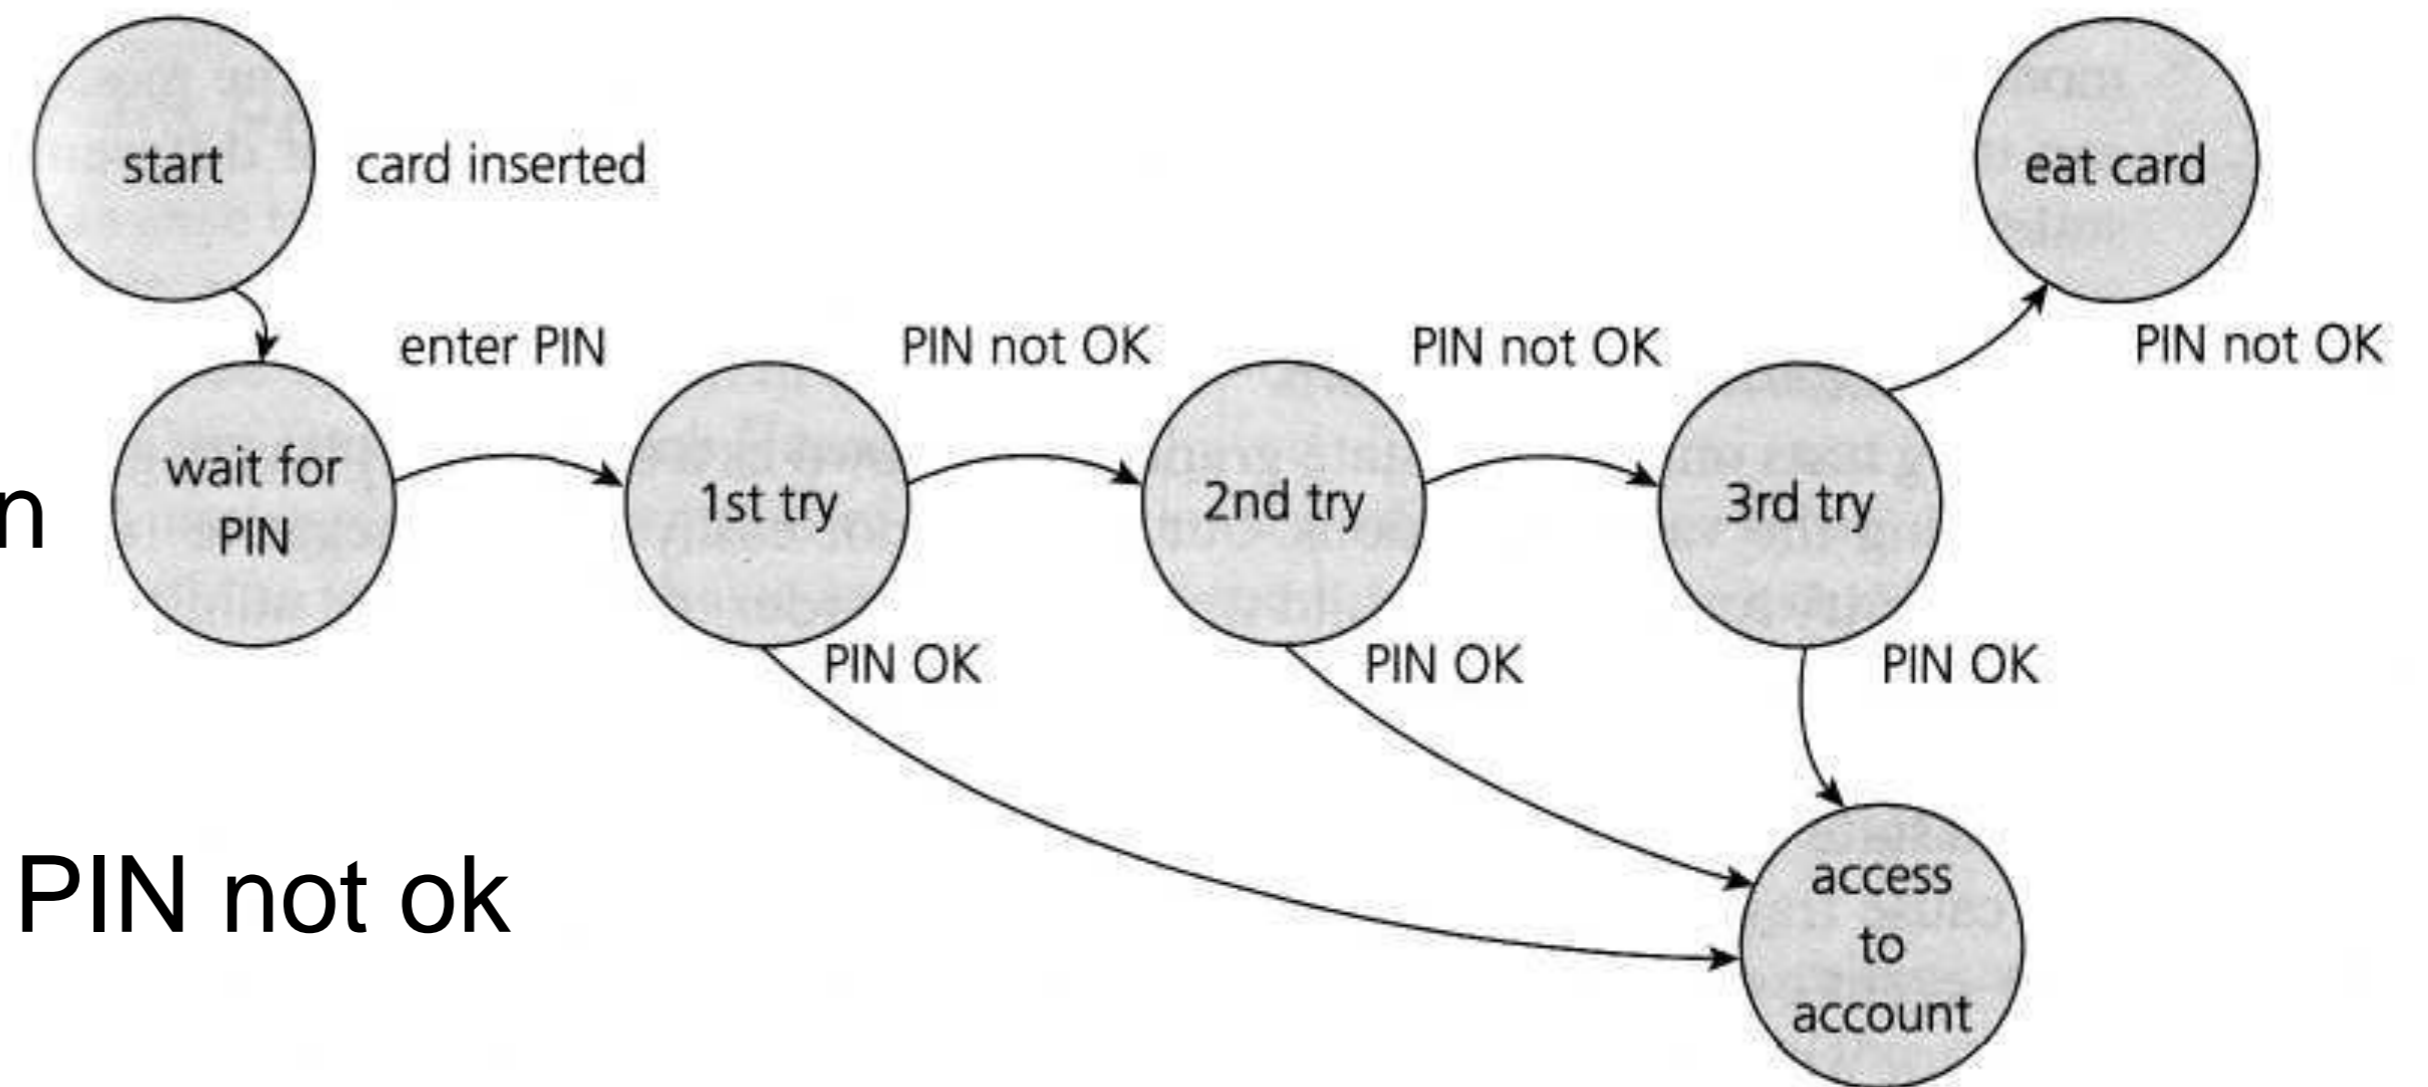 start
card inserted
eat card
enter PIN
PIN not OK
PIN not OK
PIN not OK
wait for
PIN
1st try
2nd try
3rd try
n
PIN OK
PIN OK
PIN OK
PIN not ok
access
to
account